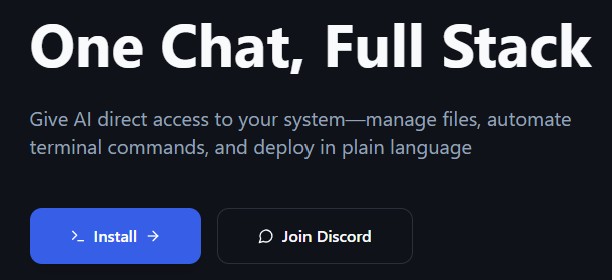 One Chat, Full Stack
Give AI direct access to your system—manage files, automate
terminal commands, and deploy in plain language
Install
Join Discord